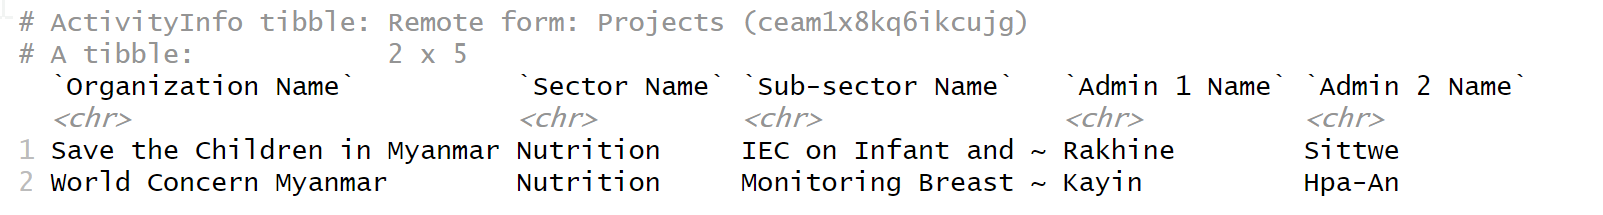 # ActivityInfo tibble: Remote form: Projects (ceam1x8kq6ikcujg)
# A tibble:            2 x 5
  `Organization Name`          `Sector Name` `Sub-sector Name`   `Admin 1 Name` `Admin 2 Name`
  <chr>                        <chr>         <chr>               <chr>          <chr>
1 Save the Children in Myanmar Nutrition     IEC on Infant and ~ Rakhine        Sittwe
2 World Concern Myanmar        Nutrition     Monitoring Breast ~ Kayin          Hpa-An